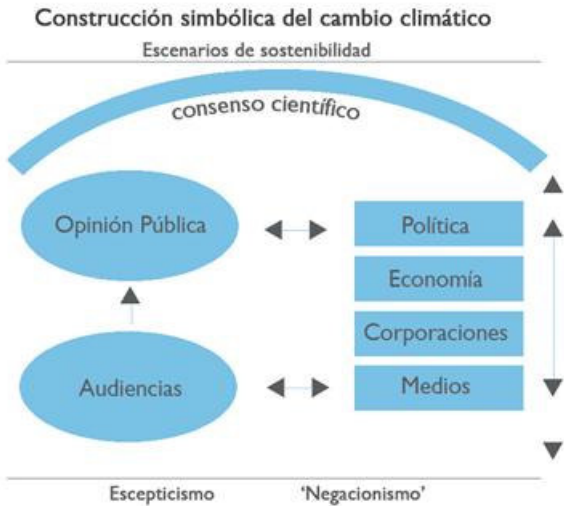 Construcción simbólica del cambio climático
Escenarios de sostenibilidad
consenso científico
Opinión Pública
Política
Economía
Corporaciones
Audiencias
Medios
Escepticismo
'Negacionismo'